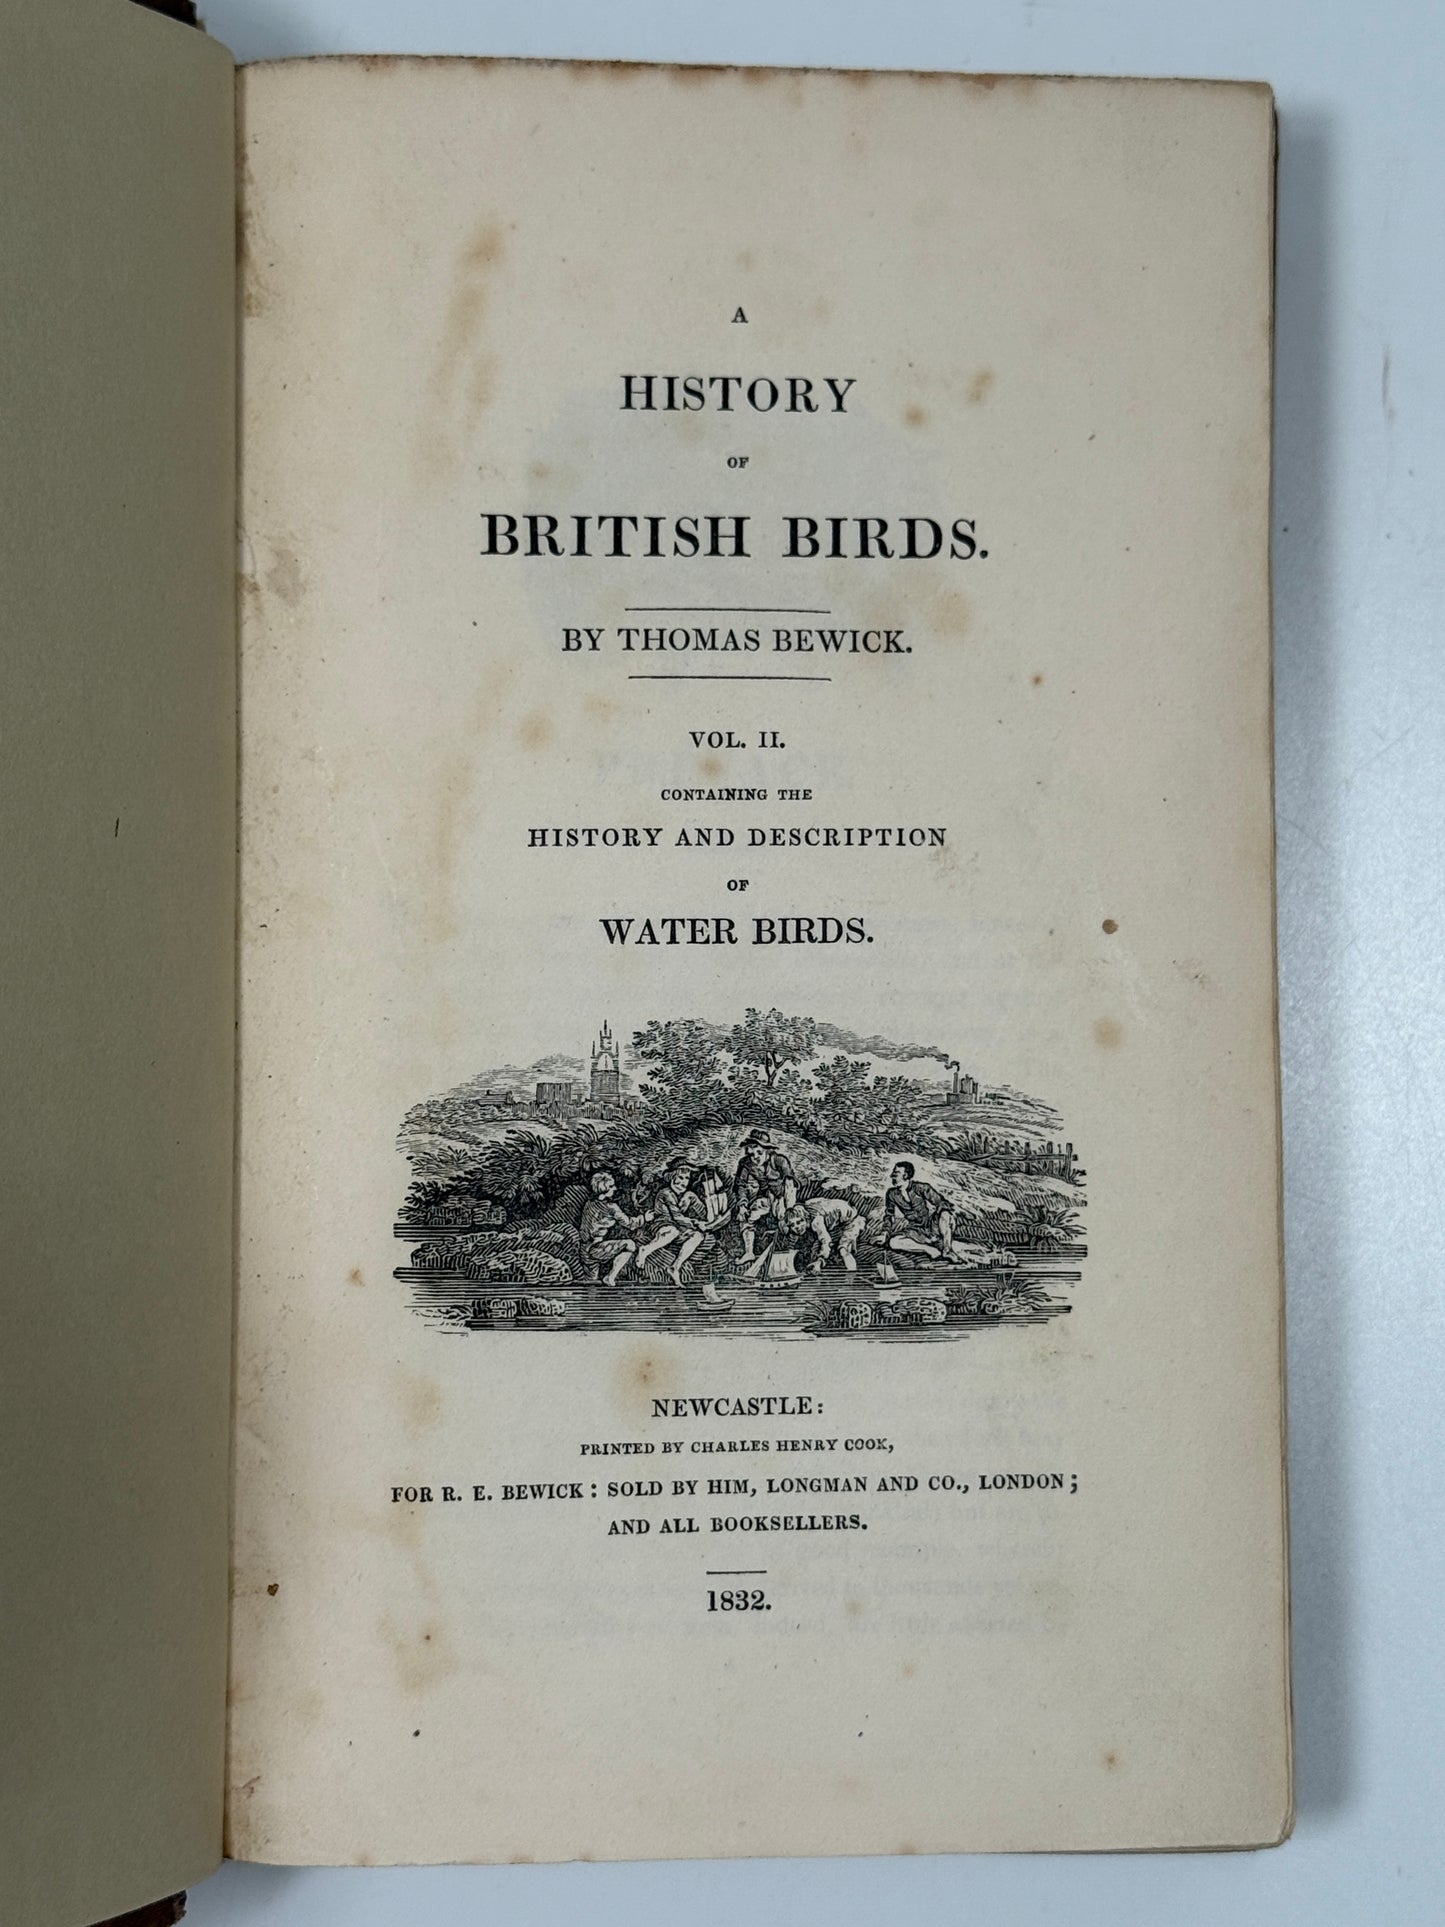 A
HISTORY
OF
BRITISH BIRDS.
BY THOMAS BEWICK.
VOL. II.
CONTAINING THE
HISTORY AND DESCRIPTION
OF
WATER BIRDS.
NEWCASTLE:
PRINTED BY CHARLES HENRY COOK,
FOR R. E. BEWICK: SOLD BY HIM, LONGMAN AND CO., LONDON;
AND ALL BOOKSELLERS.
1832.